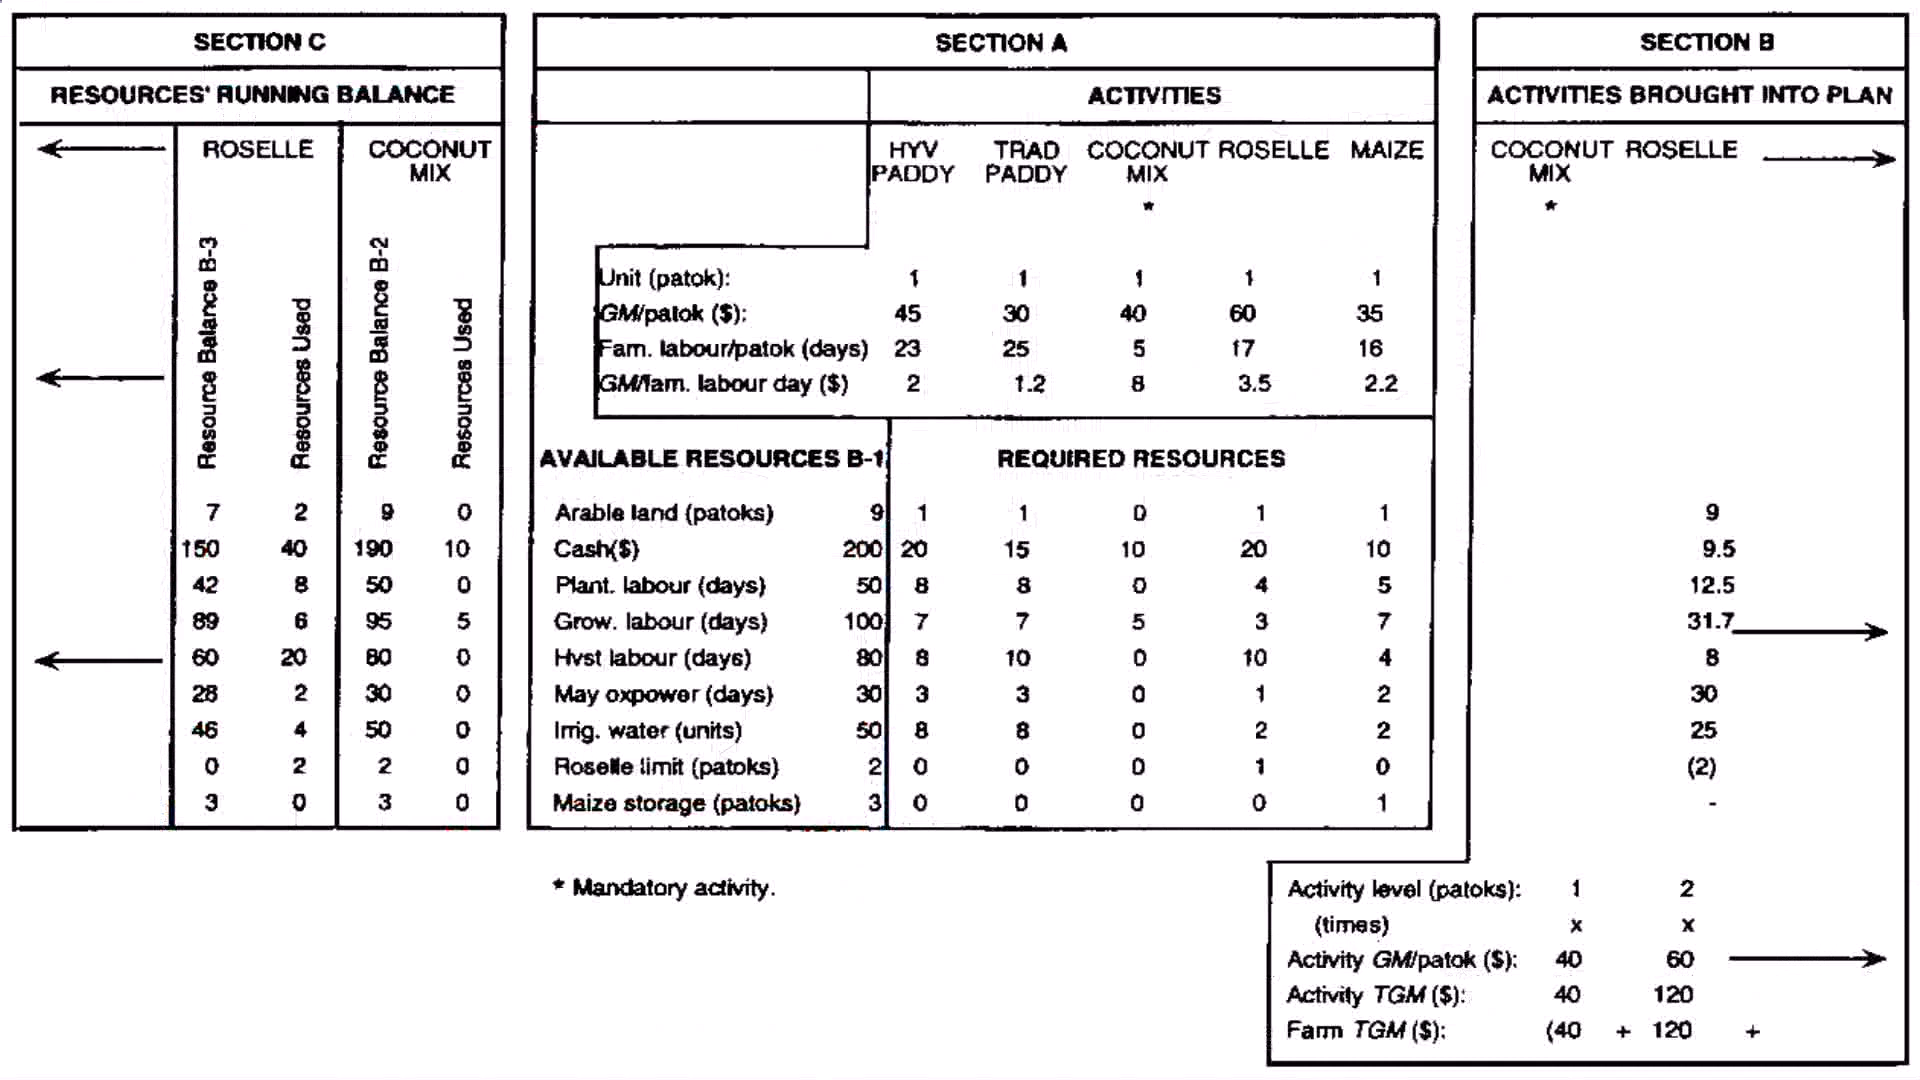 SECTION C
RESOURCES' RUNNING BALANCE
ROSELLE COCONUT MIX
Resource Balance B-3
Resources Used
Resource Balance B-2
Resources Used
7 2 9 0
150 40 190 10
42 8 50 0
89 6 95 5
60 20 80 0
28 2 30 0
46 4 50 0
0 2 2 0
3 0 3 0
SECTION A
ACTIVITIES
HYV PADDY TRAD PADDY COCONUT MIX * ROSELLE MAIZE
Unit (patok): 1 1 1 1 1
GM/patok ($): 45 30 40 60 35
Fam. labour/patok (days) 23 25 5 17 16
GM/fam. labour day ($) 2 1.2 8 3.5 2.2
AVAILABLE RESOURCES B-1 REQUIRED RESOURCES
Arable land (patoks) 9 1 1 0 1 1
Cash($) 200 20 15 10 20 10
Plant. labour (days) 50 8 8 0 4 5
Grow. labour (days) 100 7 7 5 3 7
Hvst labour (days) 80 8 10 0 10 4
May oxpower (days) 30 3 3 0 1 2
Irrig. water (units) 50 8 8 0 2 2
Roselle limit (patoks) 2 0 0 0 1 0
Maize storage (patoks) 3 0 0 0 0 1
* Mandatory activity.
SECTION B
ACTIVITIES BROUGHT INTO PLAN
COCONUT MIX * ROSELLE
9
9.5
12.5
31.7
8
30
25
(2)
-
Activity level (patoks): 1 2
(times) x x
Activity GM/patok ($): 40 60
Activity TGM ($): 40 120
Farm TGM ($): (40 + 120 +